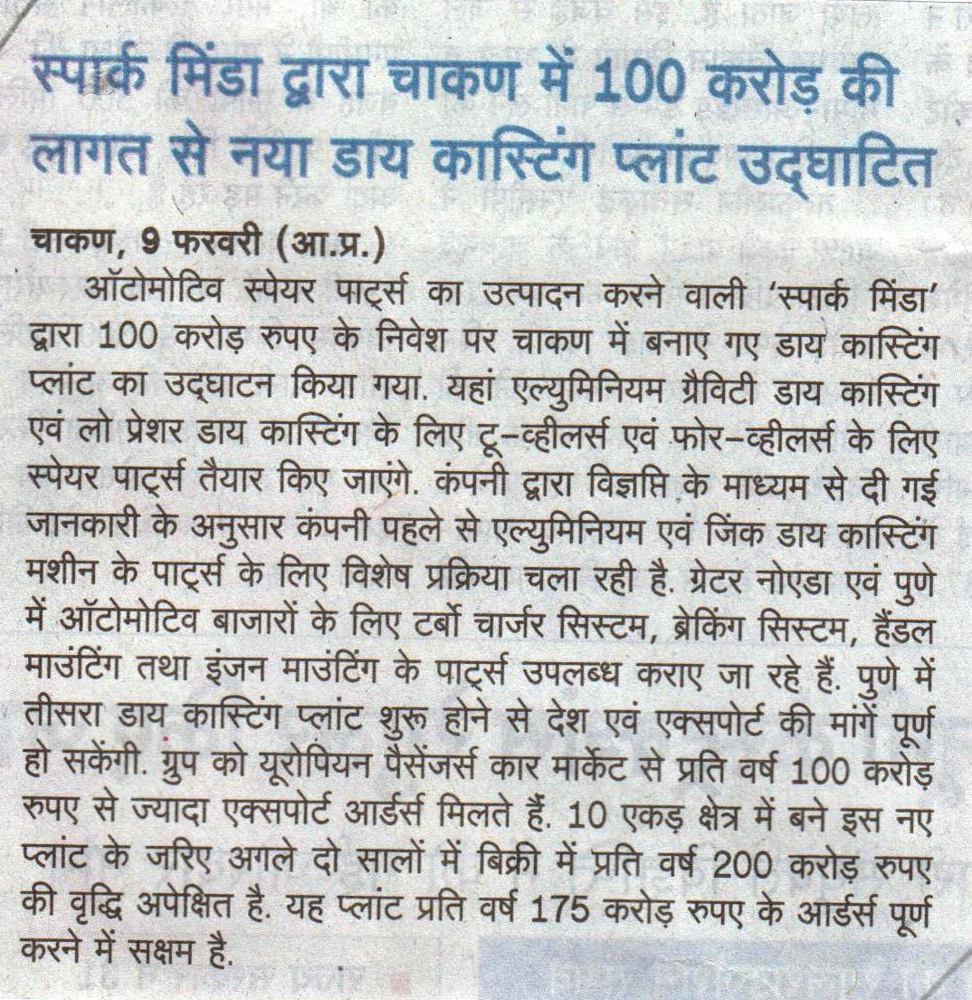 स्पार्क मिंडा द्वारा चाकण में 100 करोड़ की
लागत से नया डाय कास्टिंग प्लांट उद्‌घाटित
चाकण, 9 फरवरी (आ.प्र.)
ऑटोमोटिव स्पेयर पार्ट्स का उत्पादन करने वाली ‘स्पार्क मिंडा’
द्वारा 100 करोड़ रुपए के निवेश पर चाकण में बनाए गए डाय कास्टिंग
प्लांट का उद्‌घाटन किया गया. यहां एल्युमिनियम ग्रैविटी डाय कास्टिंग
एवं लो प्रेशर डाय कास्टिंग के लिए टू-व्हीलर्स एवं फोर-व्हीलर्स के लिए
स्पेयर पार्ट्स तैयार किए जाएंगे. कंपनी द्वारा विज्ञप्ति के माध्यम से दी गई
जानकारी के अनुसार कंपनी पहले से एल्युमिनियम एवं जिंक डाय कास्टिंग
मशीन के पार्ट्स के लिए विशेष प्रक्रिया चला रही है. ग्रेटर नोएडा एवं पुणे
में ऑटोमोटिव बाजारों के लिए टर्बो चार्जर सिस्टम, ब्रेकिंग सिस्टम, हैंडल
माउंटिंग तथा इंजन माउंटिंग के पार्ट्स उपलब्ध कराए जा रहे हैं. पुणे में
तीसरा डाय कास्टिंग प्लांट शुरू होने से देश एवं एक्सपोर्ट की मांगें पूर्ण
हो सकेंगी. ग्रुप को यूरोपियन पैसेंजर्स कार मार्केट से प्रति वर्ष 100 करोड़
रुपए से ज्यादा एक्सपोर्ट आर्डर्स मिलते हैं. 10 एकड़ क्षेत्र में बने इस नए
प्लांट के जरिए अगले दो सालों में बिक्री में प्रति वर्ष 200 करोड़ रुपए
की वृद्धि अपेक्षित है. यह प्लांट प्रति वर्ष 175 करोड़ रुपए के आर्डर्स पूर्ण
करने में सक्षम है.